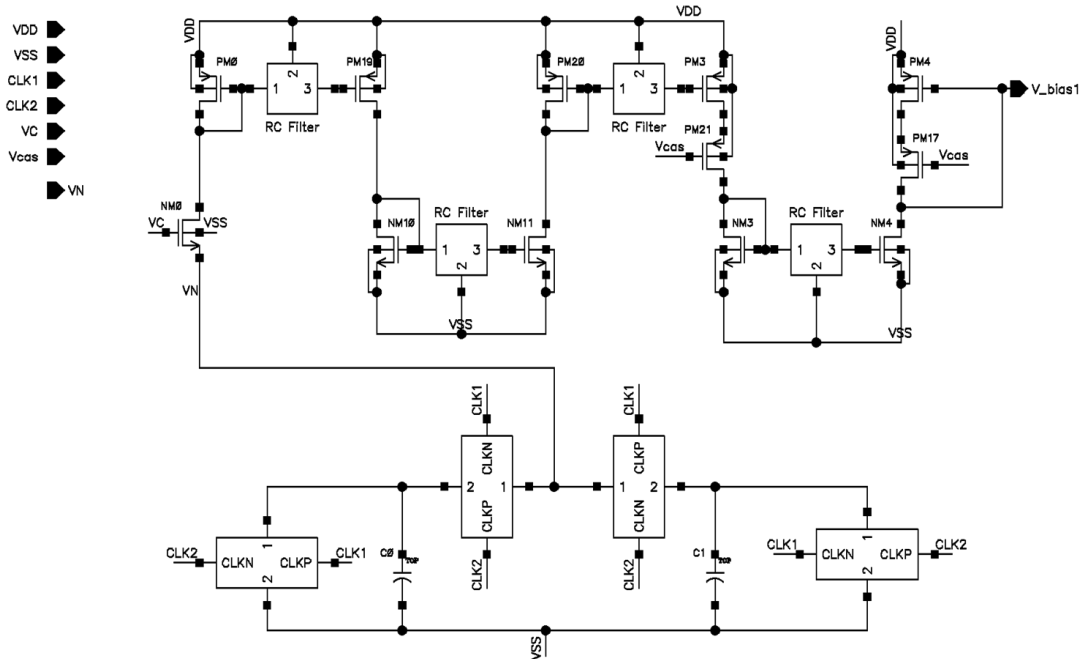 VDD
VSS
CLK1
CLK2
VC
Vcas
VN
VDD
VDD
VDD
PM0
1
2
3
RC Filter
PM19
PM20
1
2
3
RC Filter
PM3
PM4
V_bias1
PM21
Vcas
PM17
Vcas
NM0
VC
VSS
VN
NM10
RC Filter
1
3
2
NM11
VSS
NM3
RC Filter
1
3
2
NM4
VSS
CLK1
CLK1
CLKN
2
1
CLKP
CLKP
1
2
CLKN
CLK2
CLK2
CLK2
CLKN
1
2
CLKP
CLK1
C0
TOP
C1
TOP
CLK1
CLKN
1
2
CLKP
CLK2
VSS